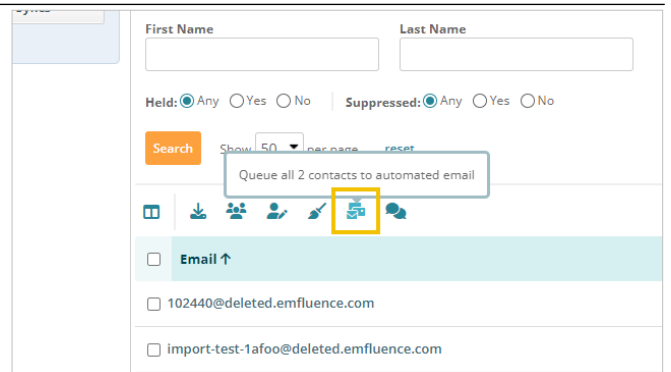 Syncs
First Name Last Name
Held: Any Yes No Suppressed: Any Yes No
Search Show 50 per page reset
Queue all 2 contacts to automated email
Email ↑
102440@deleted.emfluence.com
import-test-1afoo@deleted.emfluence.com